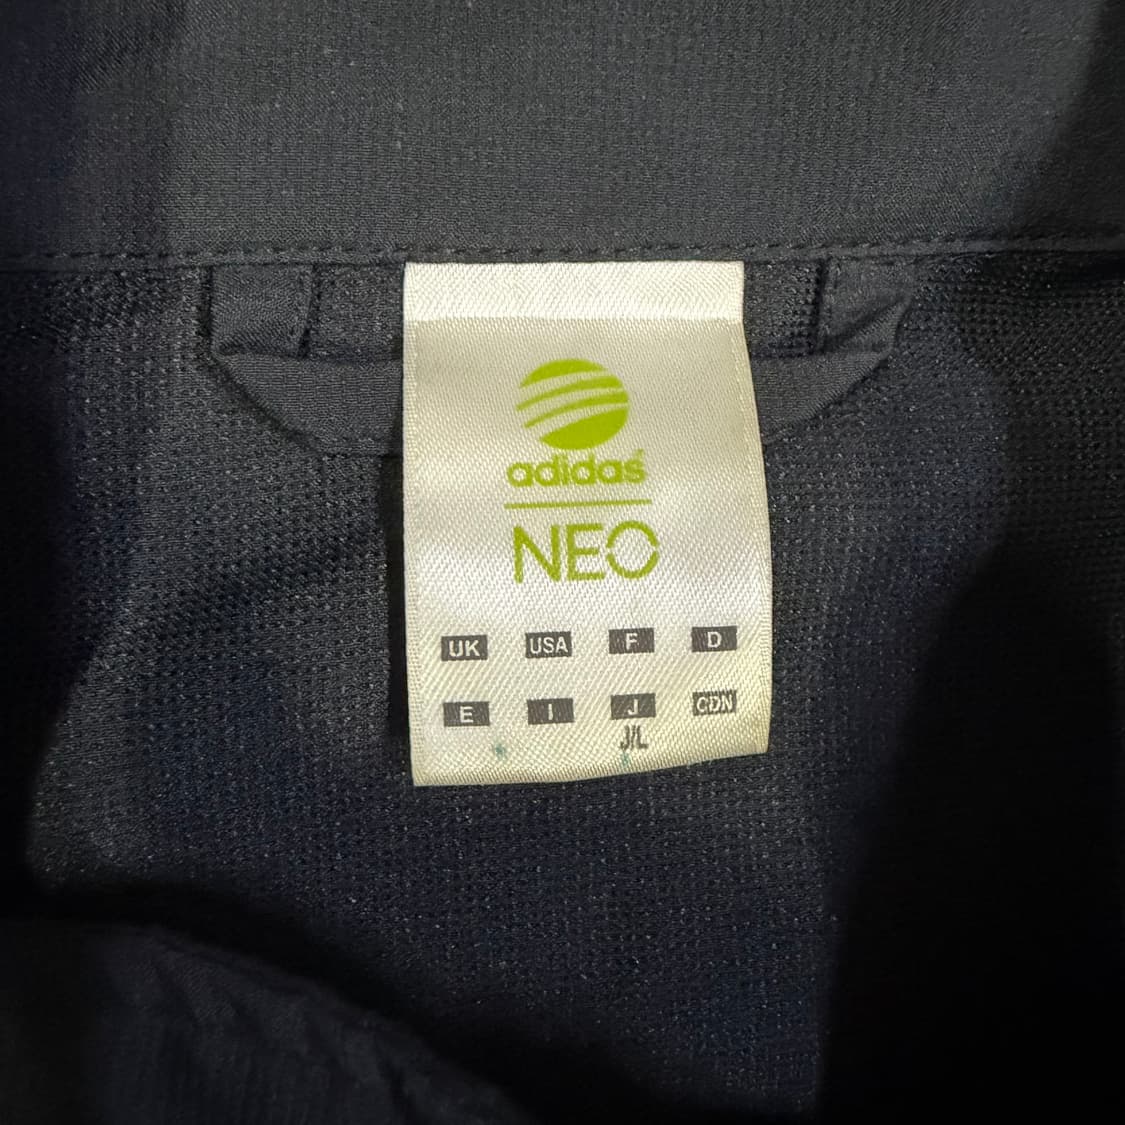 adidas
NEO
UK USA F D
E I J CDN
J/L